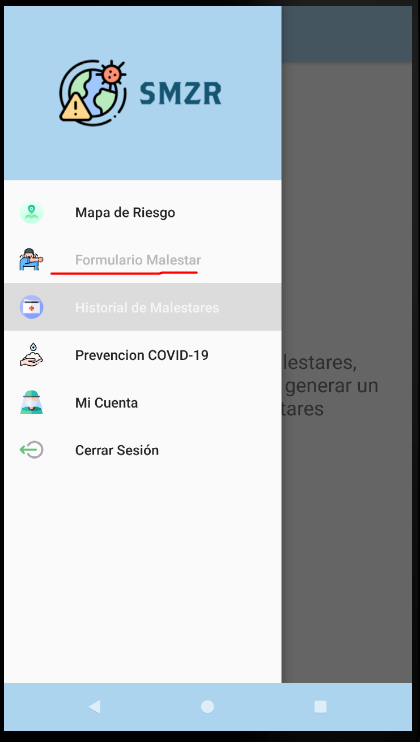 SMZR
Mapa de Riesgo
Formulario Malestar
Historial de Malestares
Prevencion COVID-19
Mi Cuenta
Cerrar Sesión
lestares,
generar un
tares